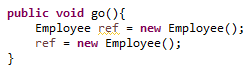 public void go(){
    Employee ref = new Employee();
    ref = new Employee();
}